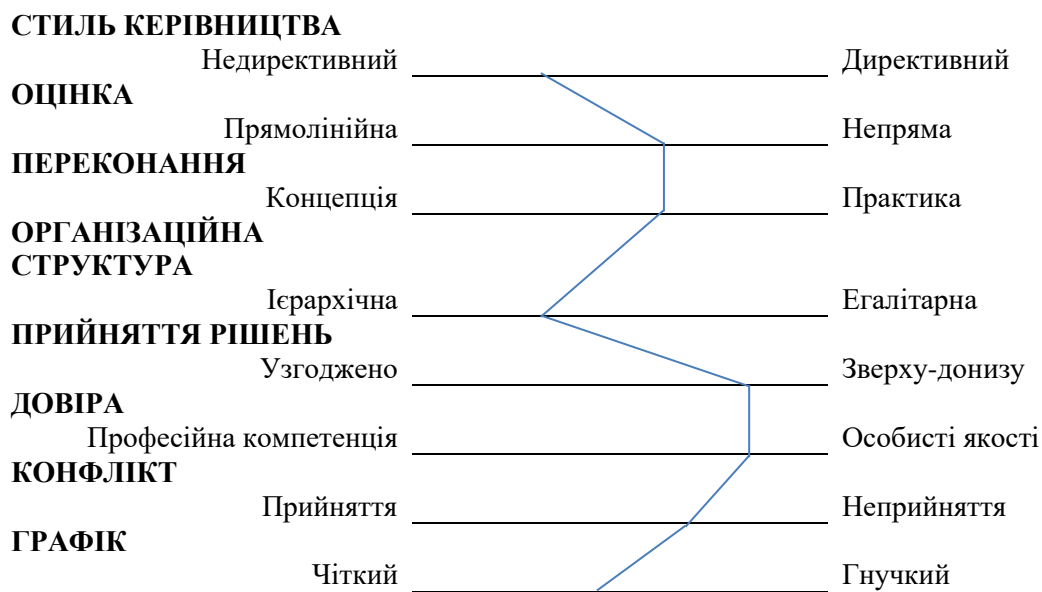 СТИЛЬ КЕРІВНИЦТВА
Недирективний Директивний
ОЦІНКА
Прямолінійна Непряма
ПЕРЕКОНАННЯ
Концепція Практика
ОРГАНІЗАЦІЙНА
СТРУКТУРА
Ієрархічна Егалітарна
ПРИЙНЯТТЯ РІШЕНЬ
Узгоджено Зверху-донизу
ДОВІРА
Професійна компетенція Особисті якості
КОНФЛІКТ
Прийняття Неприйняття
ГРАФІК
Чіткий Гнучкий